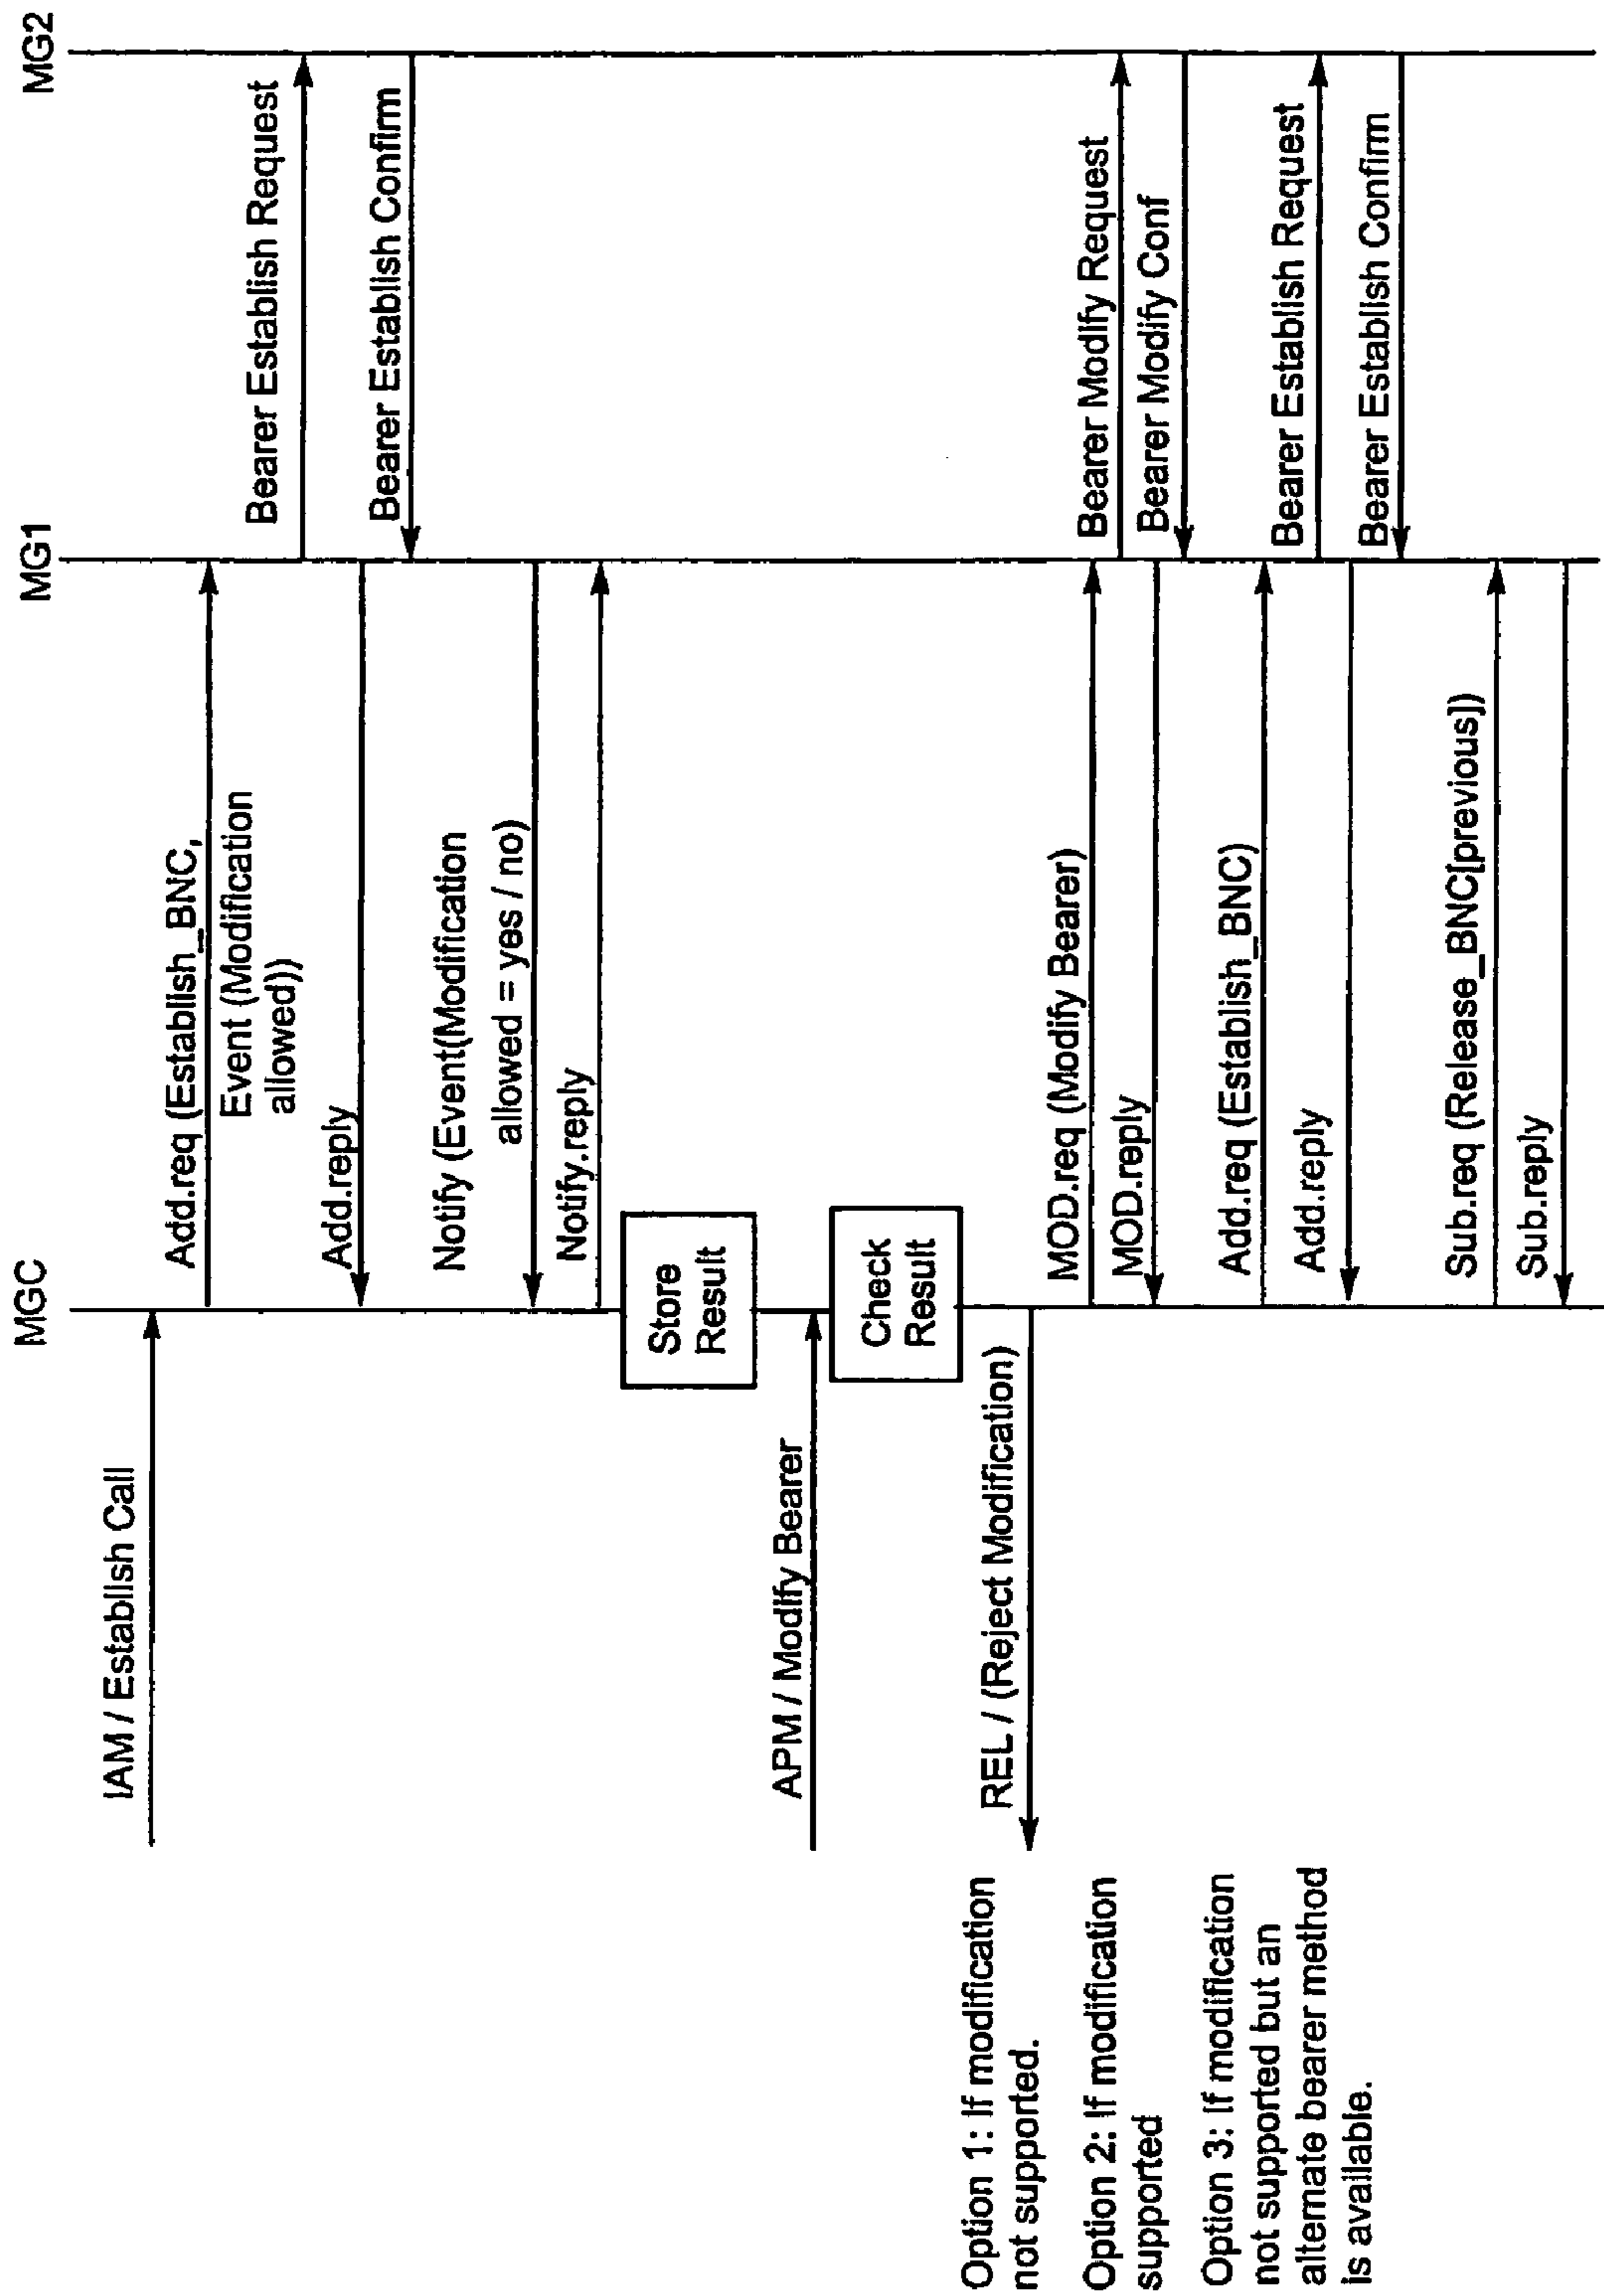 MGC
MG1
MG2
IAM / Establish Call
Add.req (Establish_BNC,
Event (Modification
allowed))
Bearer Establish Request
Add.reply
Bearer Establish Confirm
Notify (Event(Modification
allowed = yes / no)
Notify.reply
Store
Result
APM / Modify Bearer
Check
Result
Option 1: If modification
not supported.
REL / (Reject Modification)
Option 2: If modification
supported
MOD.req (Modify Bearer)
Bearer Modify Request
MOD.reply
Bearer Modify Conf
Option 3: If modification
not supported but an
alternate bearer method
is available.
Add.req (Establish_BNC)
Bearer Establish Request
Add.reply
Bearer Establish Confirm
Sub.req (Release_BNC[previous])
Sub.reply